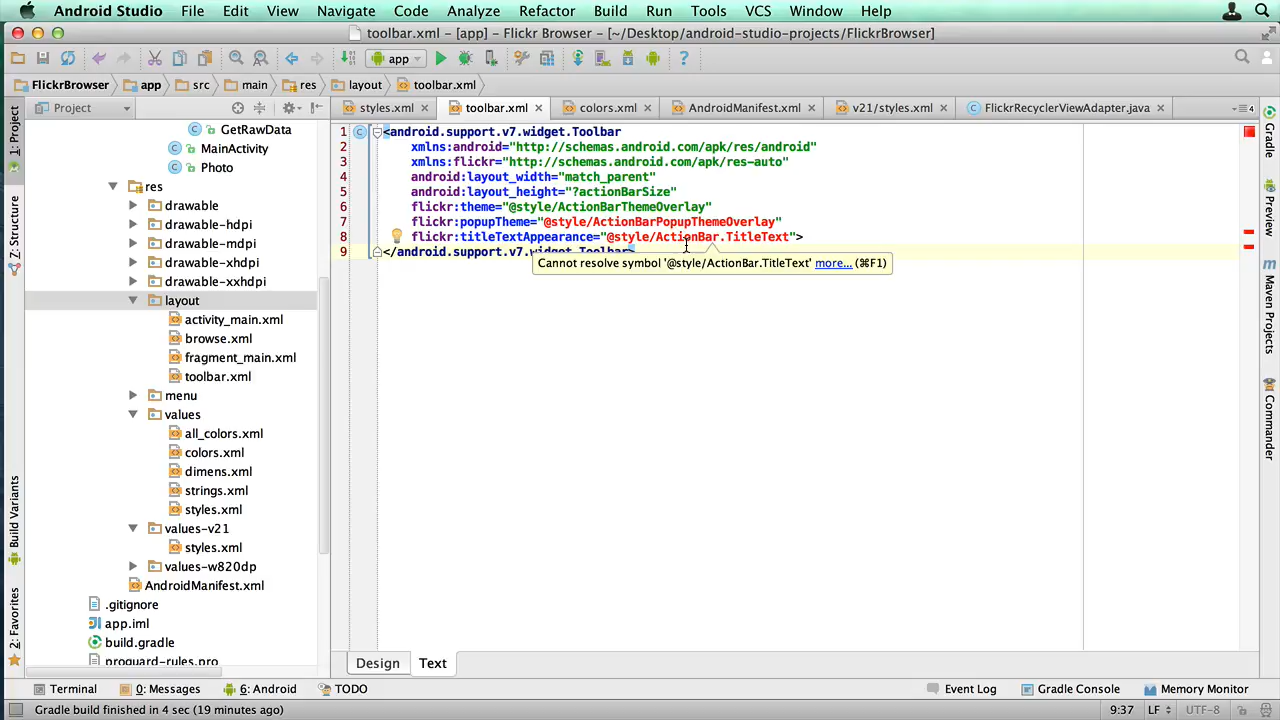 Android Studio File Edit View Navigate Code Analyze Refactor Build Run Tools VCS Window Help
toolbar.xml - [app] - Flickr Browser - [~/Desktop/android-studio-projects/FlickrBrowser]
app
FlickrBrowser app src main res layout toolbar.xml
Project
styles.xml toolbar.xml colors.xml AndroidManifest.xml v21/styles.xml FlickrRecyclerViewAdapter.java
4
1: Project
7: Structure
Build Variants
2: Favorites
GetRawData
MainActivity
Photo
res
drawable
drawable-hdpi
drawable-mdpi
drawable-xhdpi
drawable-xxhdpi
layout
activity_main.xml
browse.xml
fragment_main.xml
toolbar.xml
menu
values
all_colors.xml
colors.xml
dimens.xml
strings.xml
styles.xml
values-v21
styles.xml
values-w820dp
AndroidManifest.xml
.gitignore
app.iml
build.gradle
proguard-rules.pro
1 <android.support.v7.widget.Toolbar
2 xmlns:android="http://schemas.android.com/apk/res/android"
3 xmlns:flickr="http://schemas.android.com/apk/res-auto"
4 android:layout_width="match_parent"
5 android:layout_height="?actionBarSize"
6 flickr:theme="@style/ActionBarThemeOverlay"
7 flickr:popupTheme="@style/ActionBarPopupThemeOverlay"
8 flickr:titleTextAppearance="@style/ActionBar.TitleText">
9 </android.support.v7.widget.Toolbar>
Cannot resolve symbol '@style/ActionBar.TitleText' more... (⌘F1)
Gradle
Preview
Maven Projects
Commander
Design Text
Terminal 0: Messages 6: Android TODO Event Log Gradle Console Memory Monitor
Gradle build finished in 4 sec (19 minutes ago) 9:37 LF UTF-8